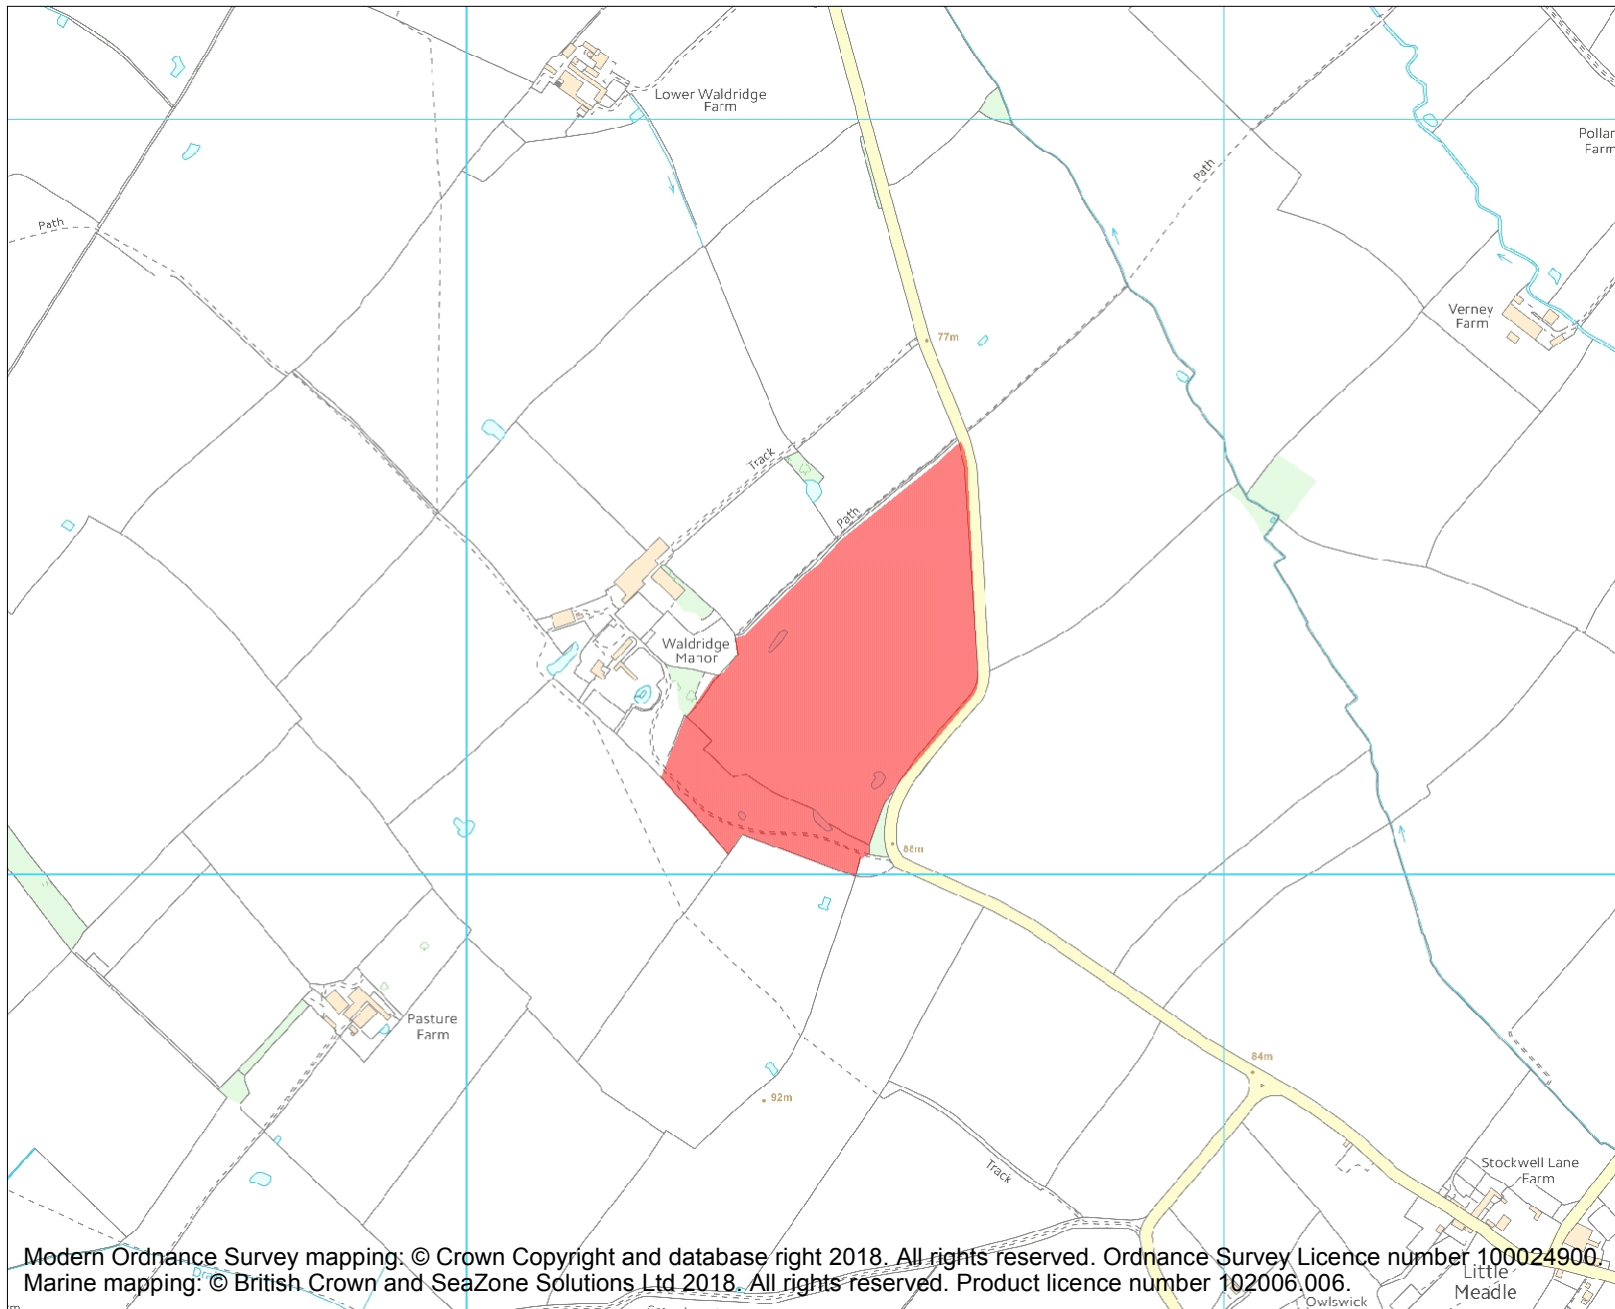 Lower Waldridge
Farm
Path
Path
Farm
Verney
Farm
77m
Track
Path
Waldridge
Manor
88m
Pasture
Farm
84m
92m
Track
Stockwell Lane
Farm
Modern Ordnance Survey mapping: © Crown Copyright and database right 2018. All rights reserved. Ordnance Survey Licence number 100024900.
Marine mapping: © British Crown and SeaZone Solutions Ltd 2018. All rights reserved. Product licence number 102006.006.
Little
Meadle
Owlswick